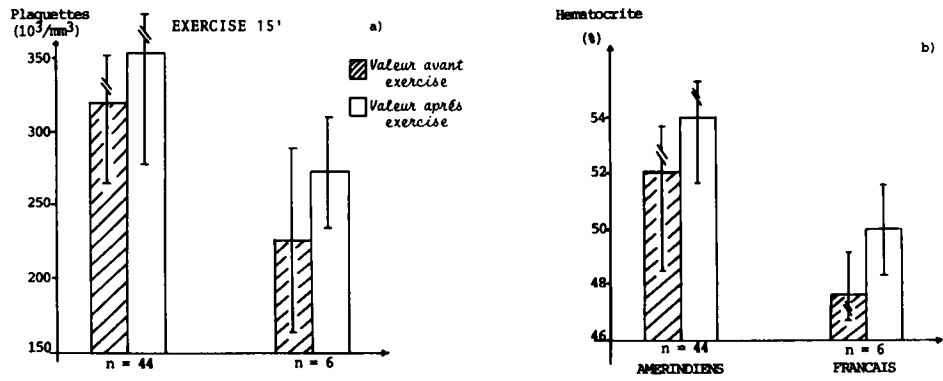 Plaquettes
(10³/mm³)
EXERCISE 15'
a)
350
300
250
200
150
Valeur avant
exercise
Valeur aprés
exercise
n = 44
n = 6
Hematocrite
(%)
b)
54
52
50
48
46
n = 44
n = 6
AMERINDIENS
FRANCAIS